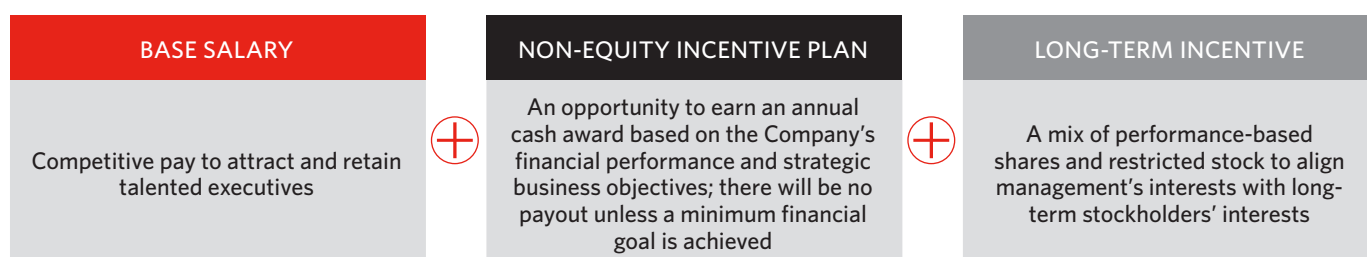 BASE SALARY
Competitive pay to attract and retain
talented executives
NON-EQUITY INCENTIVE PLAN
An opportunity to earn an annual
cash award based on the Company's
financial performance and strategic
business objectives; there will be no
payout unless a minimum financial
goal is achieved
LONG-TERM INCENTIVE
A mix of performance-based
shares and restricted stock to align
management's interests with long-
term stockholders' interests